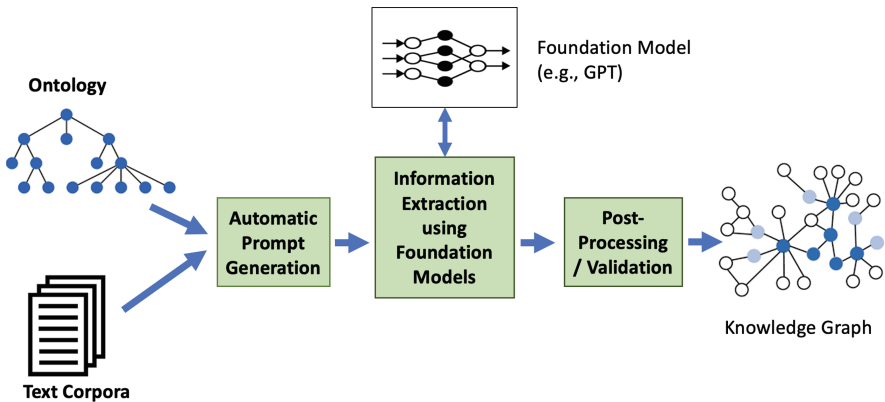 Foundation Model
(e.g., GPT)
Ontology
Automatic
Prompt
Generation
Information
Extraction
using
Foundation
Models
Post-
Processing
/ Validation
Knowledge Graph
Text Corpora